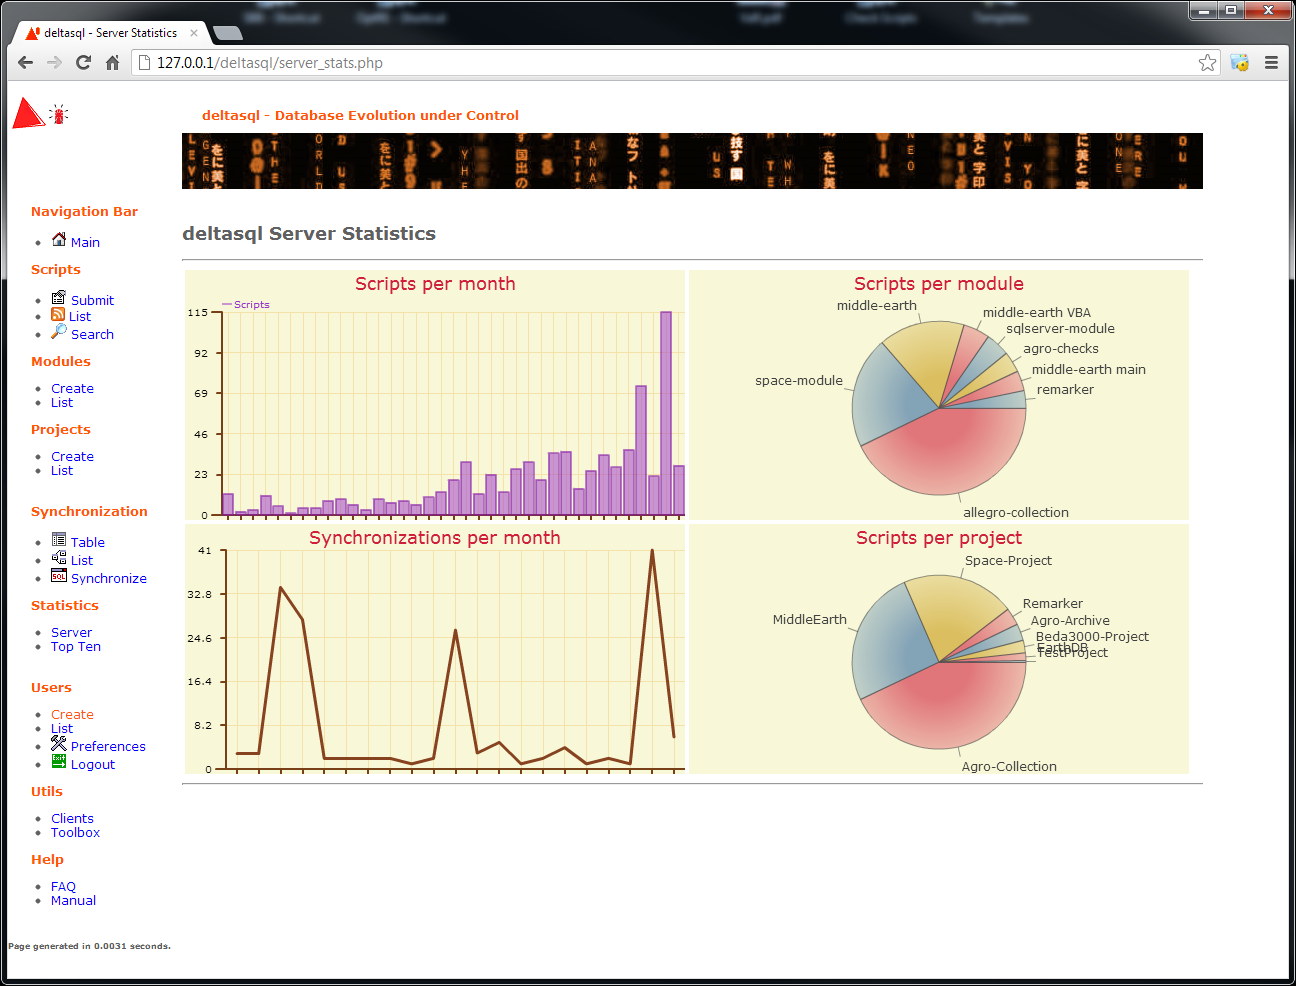 deltasql - Server Statistics
127.0.0.1/deltasql/server_stats.php
deltasql - Database Evolution under Control
Navigation Bar
Main
Scripts
Submit
List
Search
Modules
Create
List
Projects
Create
List
Synchronization
Table
List
SQL Synchronize
Statistics
Server
Top Ten
Users
Create
List
Preferences
Logout
Utils
Clients
Toolbox
Help
FAQ
Manual
Page generated in 0.0031 seconds.
deltasql Server Statistics
Scripts per month
Scripts
115
92
69
46
23
0
Scripts per module
middle-earth
middle-earth VBA
sqlserver-module
agro-checks
middle-earth main
remarker
space-module
allegro-collection
Synchronizations per month
41
32.8
24.6
16.4
8.2
0
Scripts per project
Space-Project
Remarker
Agro-Archive
Beda3000-Project
EarthDB
TestProject
MiddleEarth
Agro-Collection